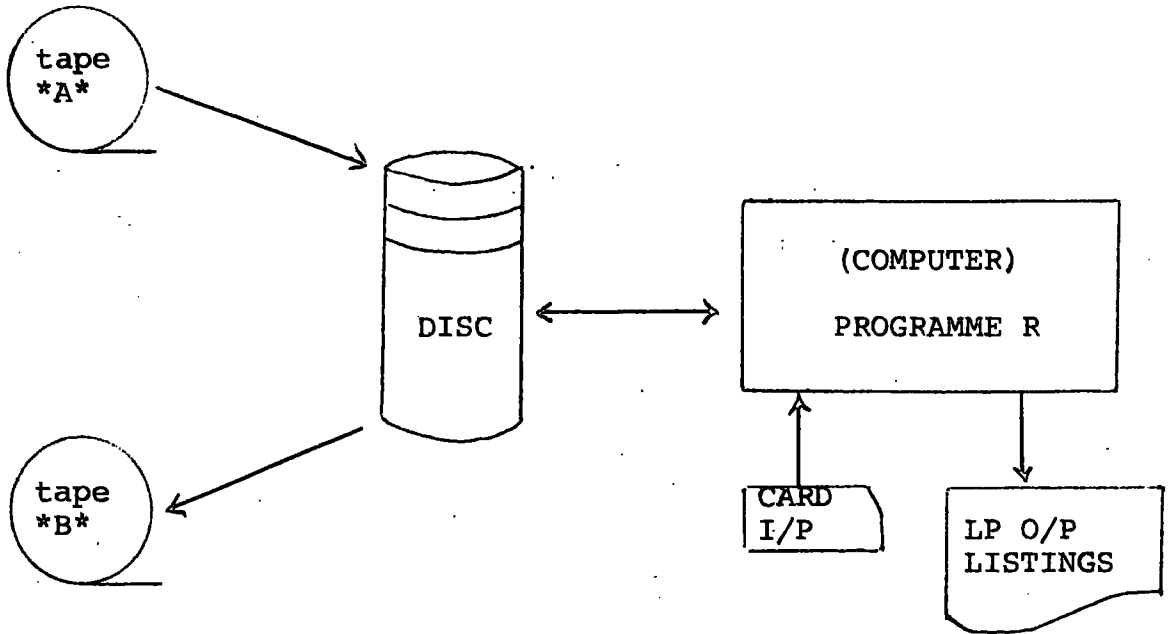 tape
*A*
DISC
(COMPUTER)
PROGRAMME R
tape
*B*
CARD
I/P
LP O/P
LISTINGS